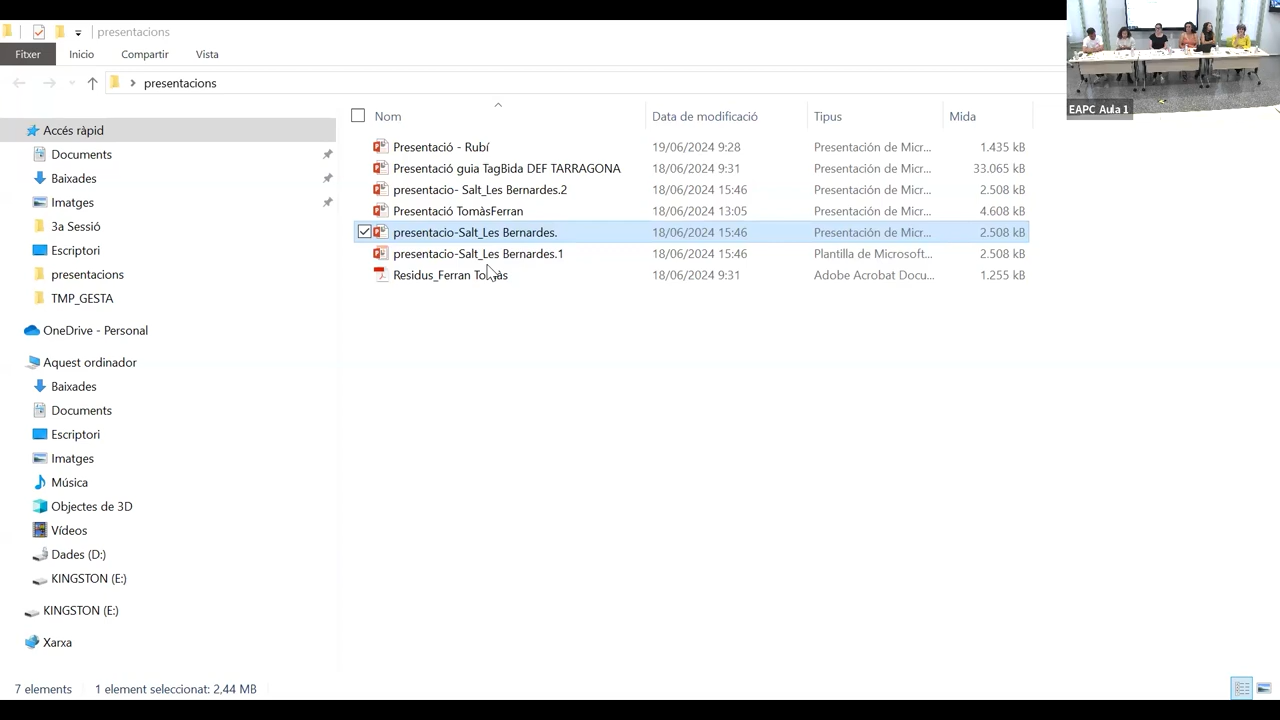 presentacions
Fitxer Inicio Compartir Vista
presentacions
EAPC Aula 1
Nom Data de modificació Tipus Mida
Presentació - Rubí 19/06/2024 9:28 Presentación de Micr... 1.435 kB
Presentació guia TagBida DEF TARRAGONA 18/06/2024 9:31 Presentación de Micr... 33.065 kB
presentacio- Salt_Les Bernardes.2 18/06/2024 15:46 Presentación de Micr... 2.508 kB
Presentació TomàsFerran 18/06/2024 13:05 Presentación de Micr... 4.608 kB
presentacio-Salt_Les Bernardes. 18/06/2024 15:46 Presentación de Micr... 2.508 kB
presentacio-Salt_Les Bernardes.1 18/06/2024 15:46 Plantilla de Microsoft... 2.508 kB
Residus_Ferran Tomàs 18/06/2024 9:31 Adobe Acrobat Docu... 1.255 kB
Accés ràpid
Documents
Baixades
Imatges
3a Sessió
Escriptori
presentacions
TMP_GESTA
OneDrive - Personal
Aquest ordinador
Baixades
Documents
Escriptori
Imatges
Música
Objectes de 3D
Vídeos
Dades (D:)
KINGSTON (E:)
KINGSTON (E:)
Xarxa
7 elements 1 element seleccionat: 2,44 MB